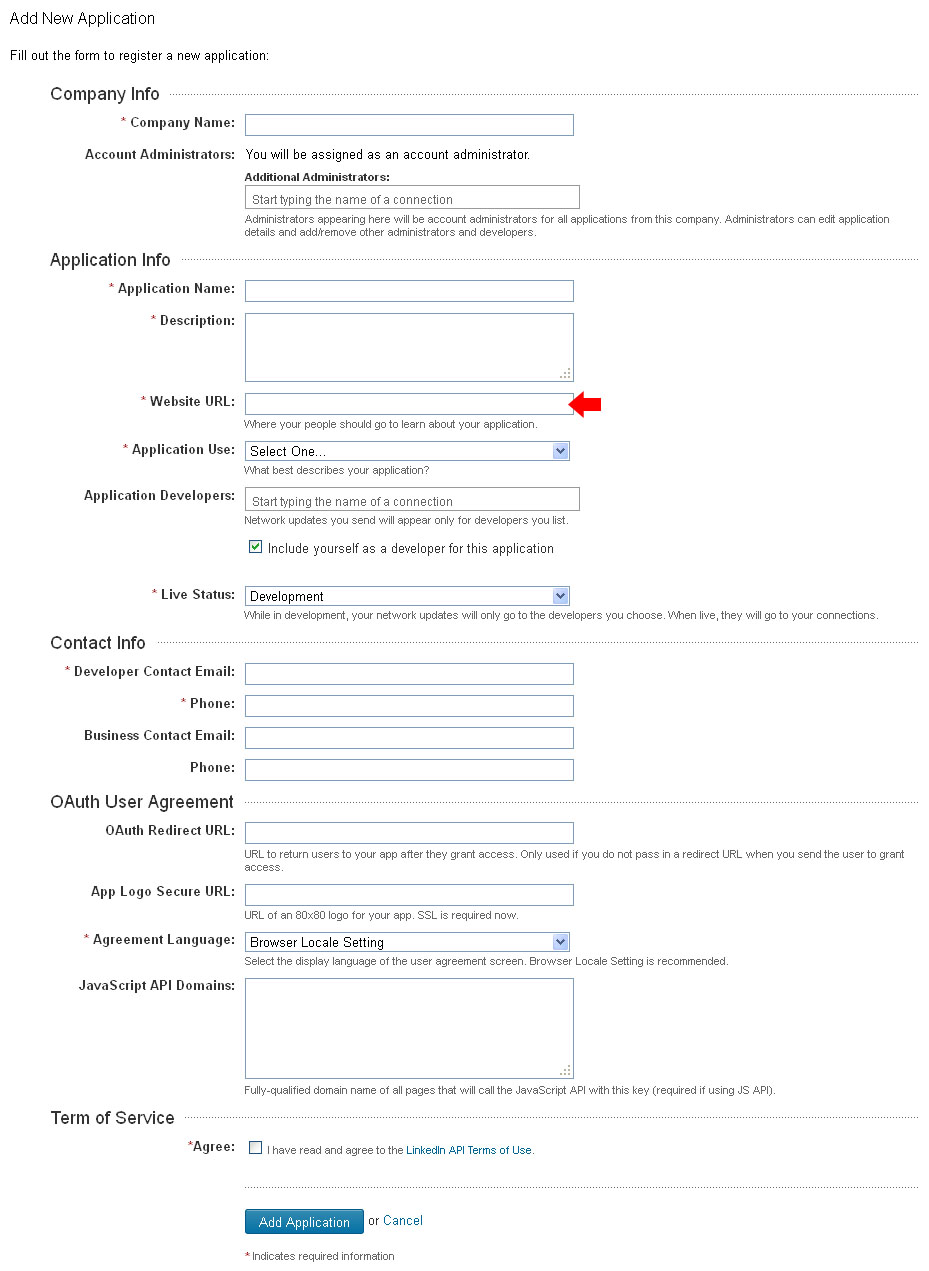 Add New Application
Fill out the form to register a new application:
Company Info
* Company Name:
Account Administrators: You will be assigned as an account administrator.
Additional Administrators:
Start typing the name of a connection
Administrators appearing here will be account administrators for all applications from this company. Administrators can edit application
details and add/remove other administrators and developers.
Application Info
* Application Name:
* Description:
* Website URL:
Where your people should go to learn about your application.
* Application Use: Select One...
What best describes your application?
Application Developers: Start typing the name of a connection
Network updates you send will appear only for developers you list.
Include yourself as a developer for this application
* Live Status: Development
While in development, your network updates will only go to the developers you choose. When live, they will go to your connections.
Contact Info
* Developer Contact Email:
* Phone:
Business Contact Email:
Phone:
OAuth User Agreement
OAuth Redirect URL:
URL to return users to your app after they grant access. Only used if you do not pass in a redirect URL when you send the user to grant
access.
App Logo Secure URL:
URL of an 80x80 logo for your app. SSL is required now.
* Agreement Language: Browser Locale Setting
Select the display language of the user agreement screen. Browser Locale Setting is recommended.
JavaScript API Domains:
Fully-qualified domain name of all pages that will call the JavaScript API with this key (required if using JS API).
Term of Service
*Agree: I have read and agree to the LinkedIn API Terms of Use.
Add Application or Cancel
* Indicates required information